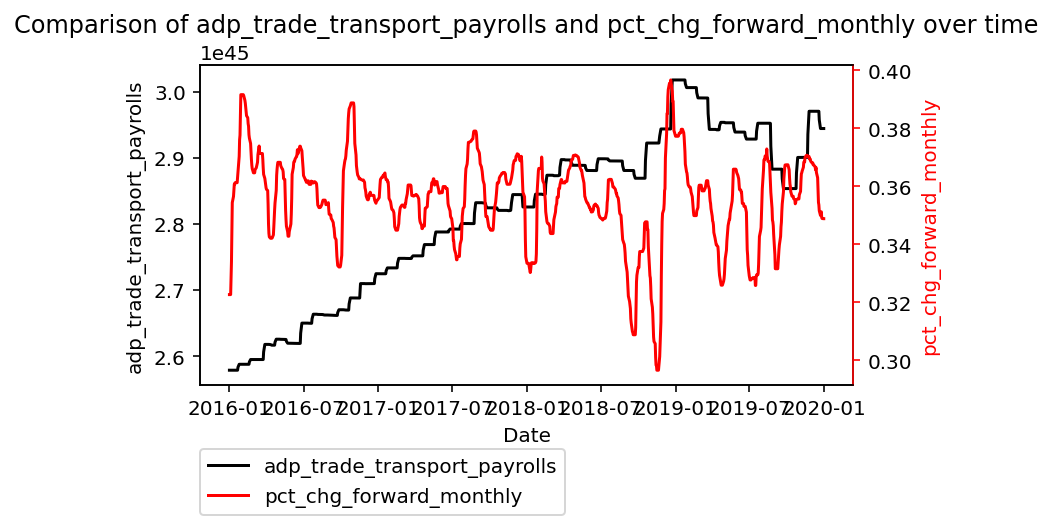 Comparison of adp_trade_transport_payrolls and pct_chg_forward_monthly over time
1e45
3.0
2.9
2.8
2.7
2.6
adp_trade_transport_payrolls
0.40
0.38
0.36
0.34
0.32
0.30
pct_chg_forward_monthly
2016-01 2016-07 2017-01 2017-07 2018-01 2018-07 2019-01 2019-07 2020-01
Date
adp_trade_transport_payrolls
pct_chg_forward_monthly